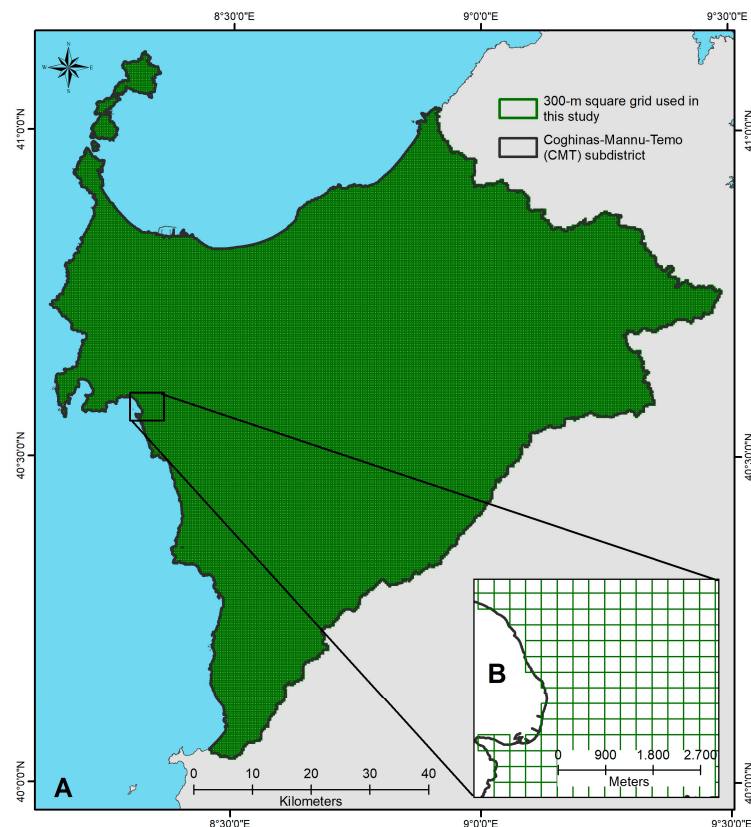 8°30'0"E 9°0'0"E 9°30'0"E
N
W E
S
300-m square grid used in
this study
Coghinas-Mannu-Temo
(CMT) subdistrict
41°0'0"N 41°0'0"N
40°30'0"N 40°30'0"N
B
0 900 1.800 2.700
Meters
40°0'0"N 40°0'0"N
A
0 10 20 30 40
Kilometers
8°30'0"E 9°0'0"E 9°30'0"E